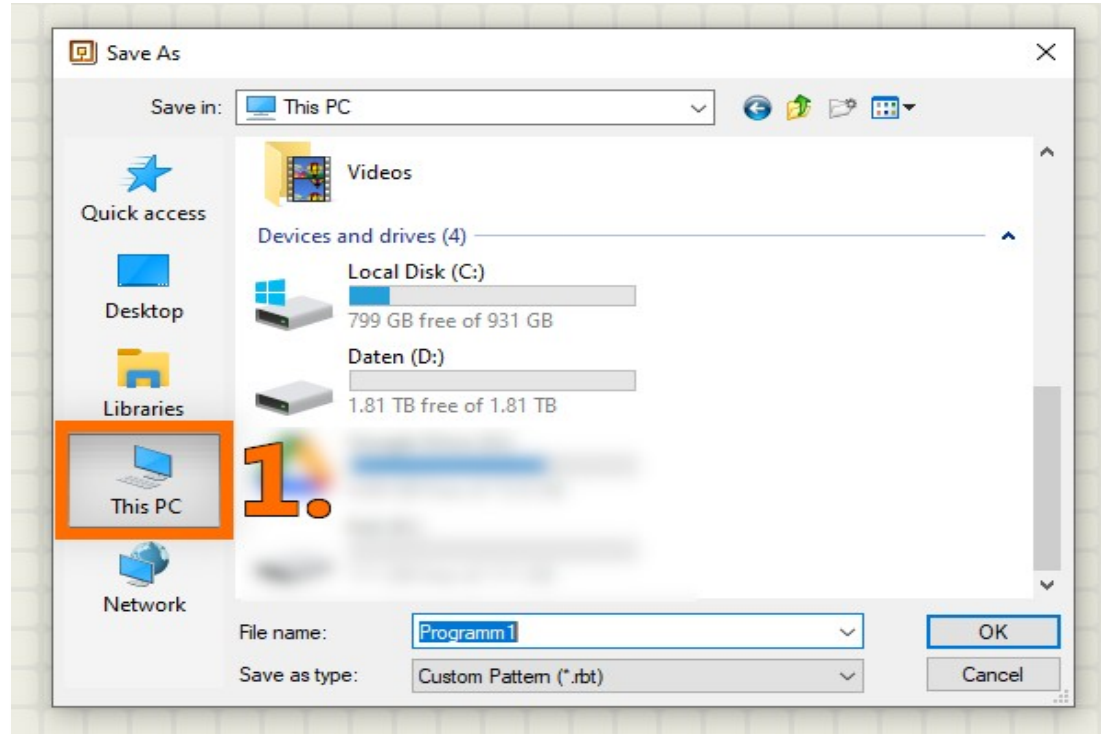 Save As
Save in: This PC
Quick access
Desktop
Libraries
This PC
Network
Videos
Devices and drives (4)
Local Disk (C:)
799 GB free of 931 GB
Daten (D:)
1.81 TB free of 1.81 TB
1.
File name: Programm1 OK
Save as type: Custom Pattern (*.rbt) Cancel